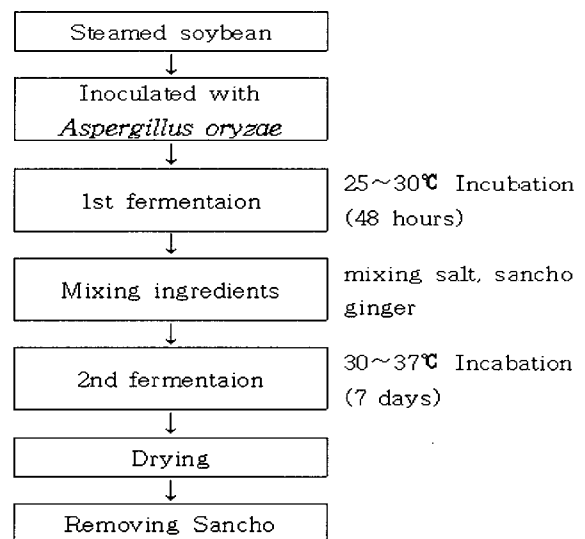 Steamed soybean
↓
Inoculated with
Aspergillus oryzae
↓
1st fermentaion
25~30℃ Incubation
(48 hours)
↓
Mixing ingredients
mixing salt, sancho
ginger
↓
2nd fermentaion
30~37℃ Incabation
(7 days)
↓
Drying
↓
Removing Sancho